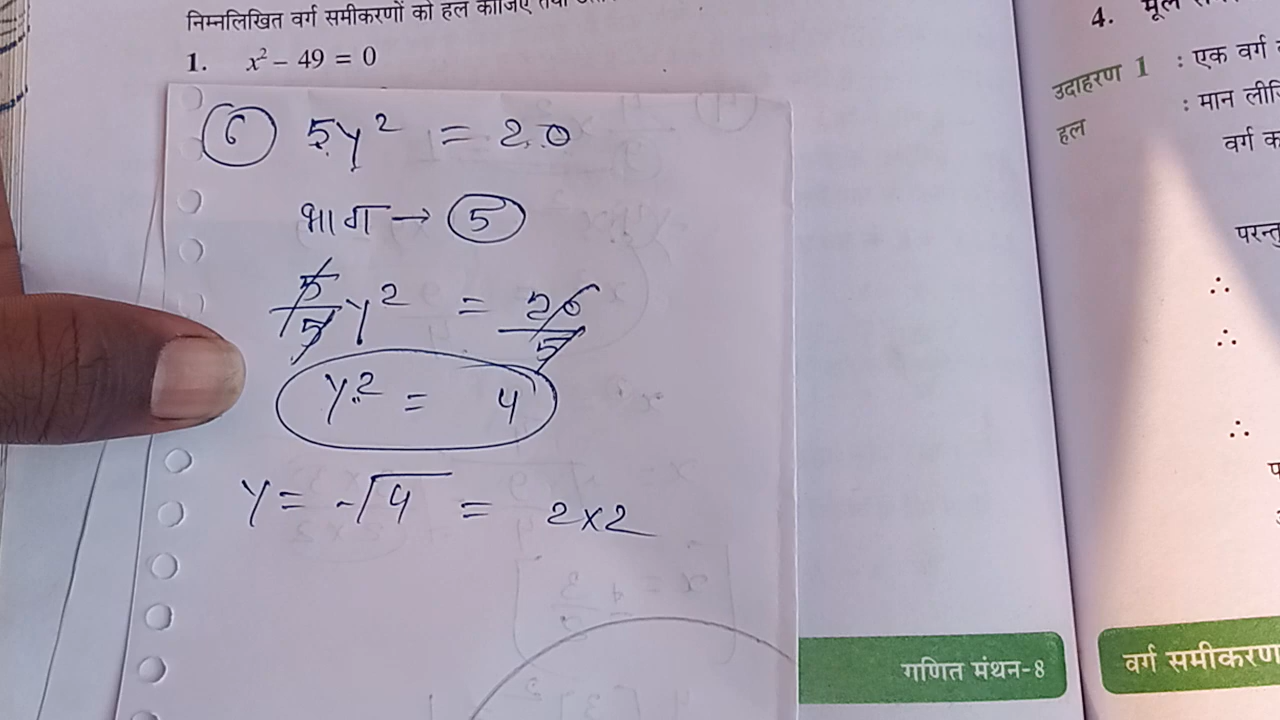 निम्नलिखित वर्ग समीकरणों को हल कीजिए तथा
1. x² – 49 = 0
6 5y² = 20
भाग → 5
5/5 y² = 20/5
y² = 4
y = √4 = 2×2
गणित मंथन-8
4. मूल
उदाहरण 1 : एक वर्ग
हल : मान
वर्ग
परन्तु
∴
∴
∴
वर्ग समीकरण